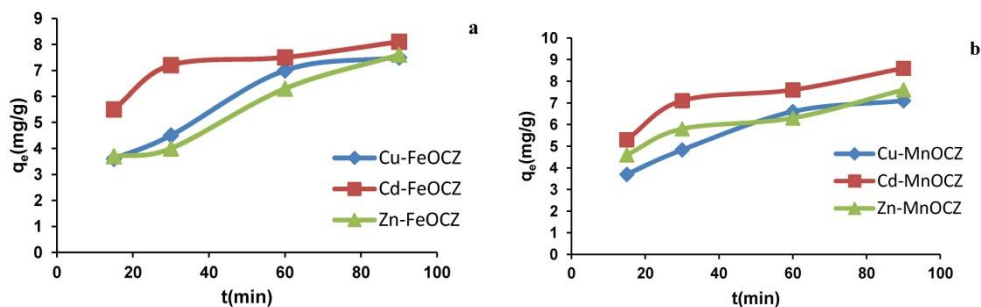 a
9
8
7
6
5
4
3
2
1
0
qe(mg/g)
0 20 40 60 80 100
t(min)
Cu-FeOCZ
Cd-FeOCZ
Zn-FeOCZ
b
10
9
8
7
6
5
4
3
2
1
0
qe(mg/g)
0 20 40 60 80 100
t(min)
Cu-MnOCZ
Cd-MnOCZ
Zn-MnOCZ